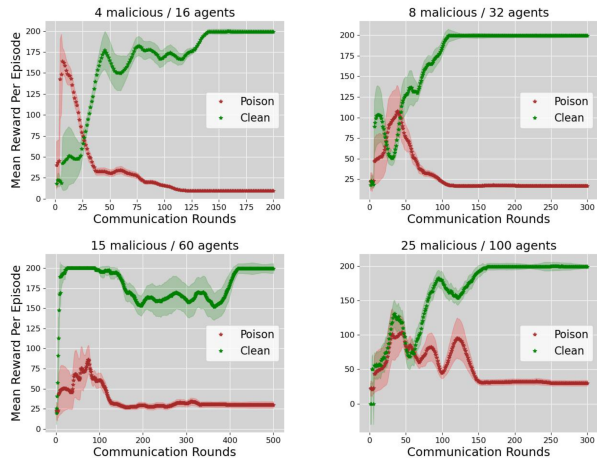 4 malicious / 16 agents
Mean Reward Per Episode
200
175
150
125
100
75
50
25
0
Poison
Clean
0 25 50 75 100 125 150 175 200
Communication Rounds
8 malicious / 32 agents
200
175
150
125
100
75
50
25
Poison
Clean
0 50 100 150 200 250 300
Communication Rounds
15 malicious / 60 agents
Mean Reward Per Episode
200
175
150
125
100
75
50
25
0
Poison
Clean
0 100 200 300 400 500
Communication Rounds
25 malicious / 100 agents
200
150
100
50
0
Poison
Clean
0 50 100 150 200 250 300
Communication Rounds